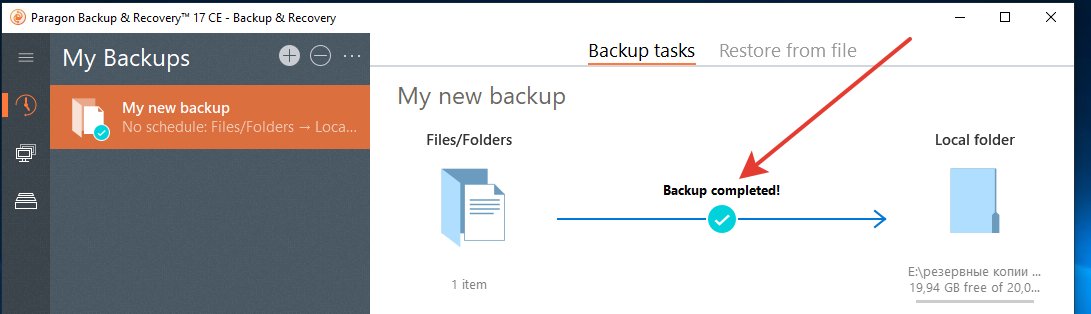 Paragon Backup & Recovery™ 17 CE - Backup & Recovery
My Backups
Backup tasks
Restore from file
My new backup
No schedule: Files/Folders → Loca...
My new backup
Files/Folders
Local folder
Backup completed!
1 item
E:\резервные копии ...
19,94 GB free of 20,0...